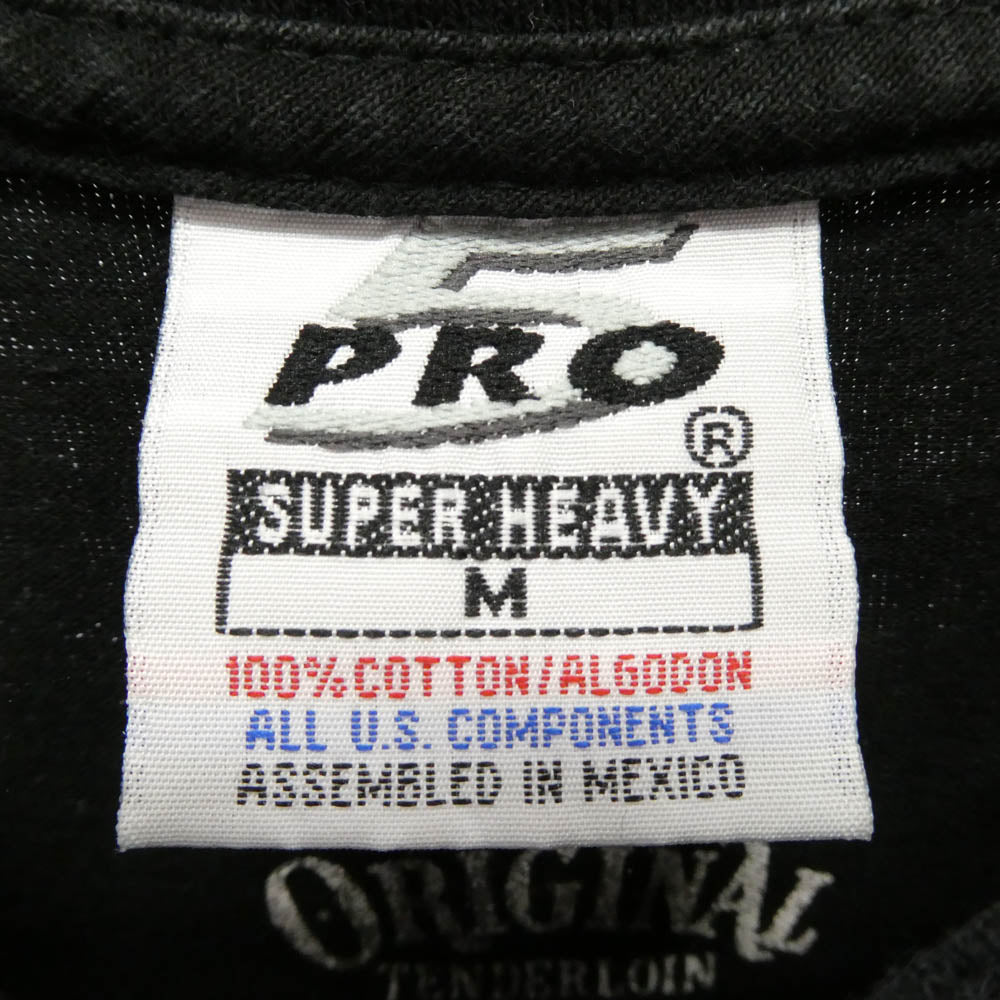 5
PRO
®
SUPER HEAVY
M
100% COTTON/ALGODON
ALL U.S. COMPONENTS
ASSEMBLED IN MEXICO
ORIGINAL
TENDERLOIN